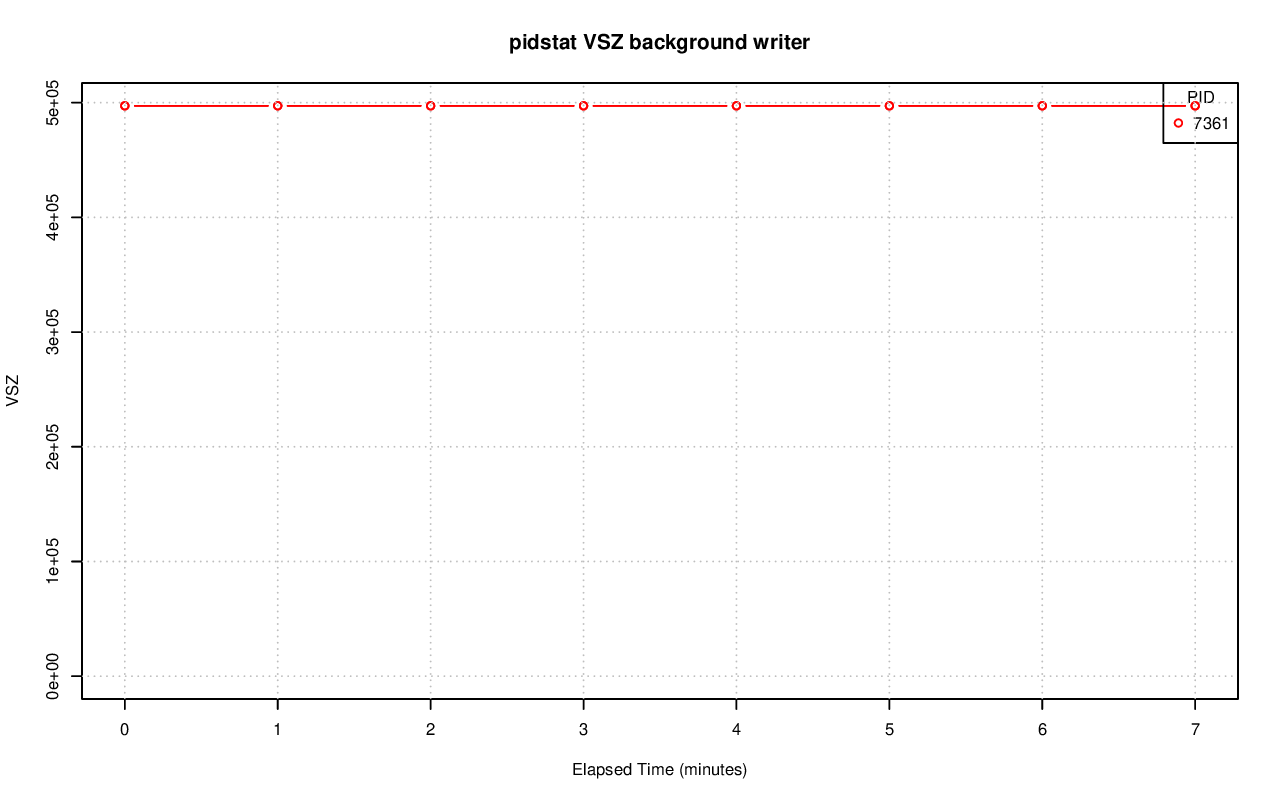 pidstat VSZ background writer
PID
7361
5e+05
4e+05
3e+05
2e+05
1e+05
0e+00
VSZ
0 1 2 3 4 5 6 7
Elapsed Time (minutes)